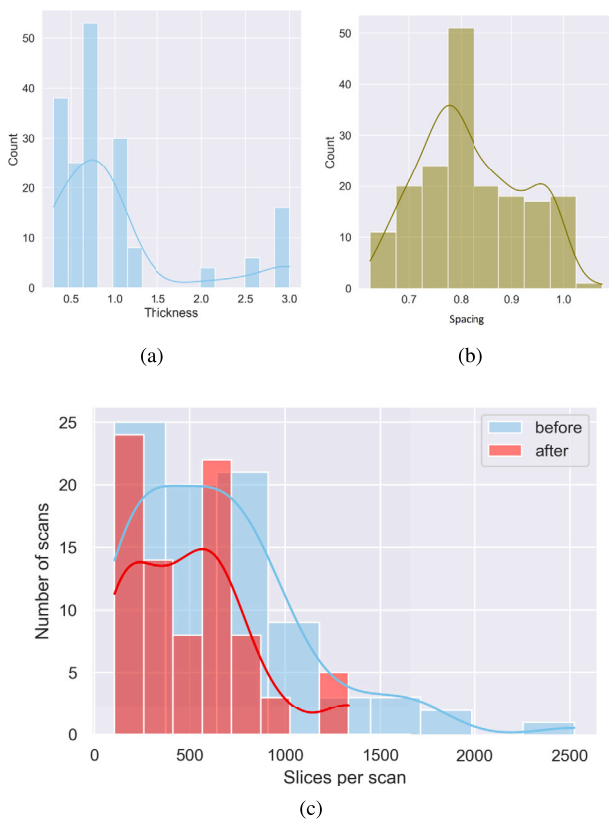 50
40
30
20
10
0
Count
0.5 1.0 1.5 2.0 2.5 3.0
Thickness
(a)
50
40
30
20
10
0
Count
0.7 0.8 0.9 1.0
Spacing
(b)
before
after
25
20
15
10
5
0
Number of scans
0 500 1000 1500 2000 2500
Slices per scan
(c)